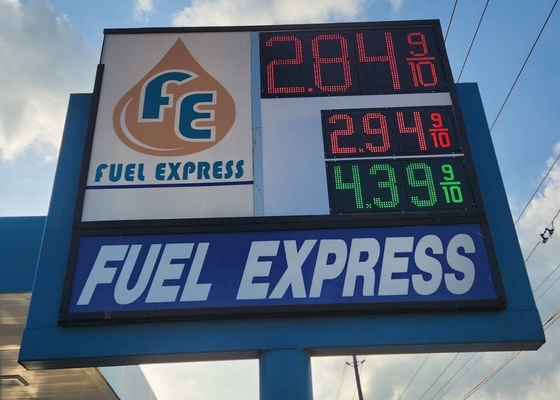 2.84 9/10
FE
2.94 9/10
FUEL EXPRESS
4.39 9/10
FUEL EXPRESS